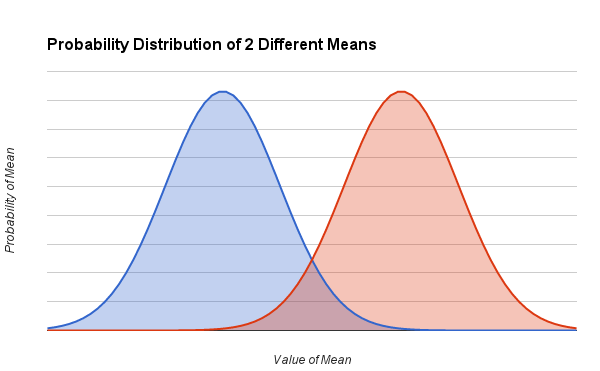 Probability Distribution of 2 Different Means
Probability of Mean
Value of Mean